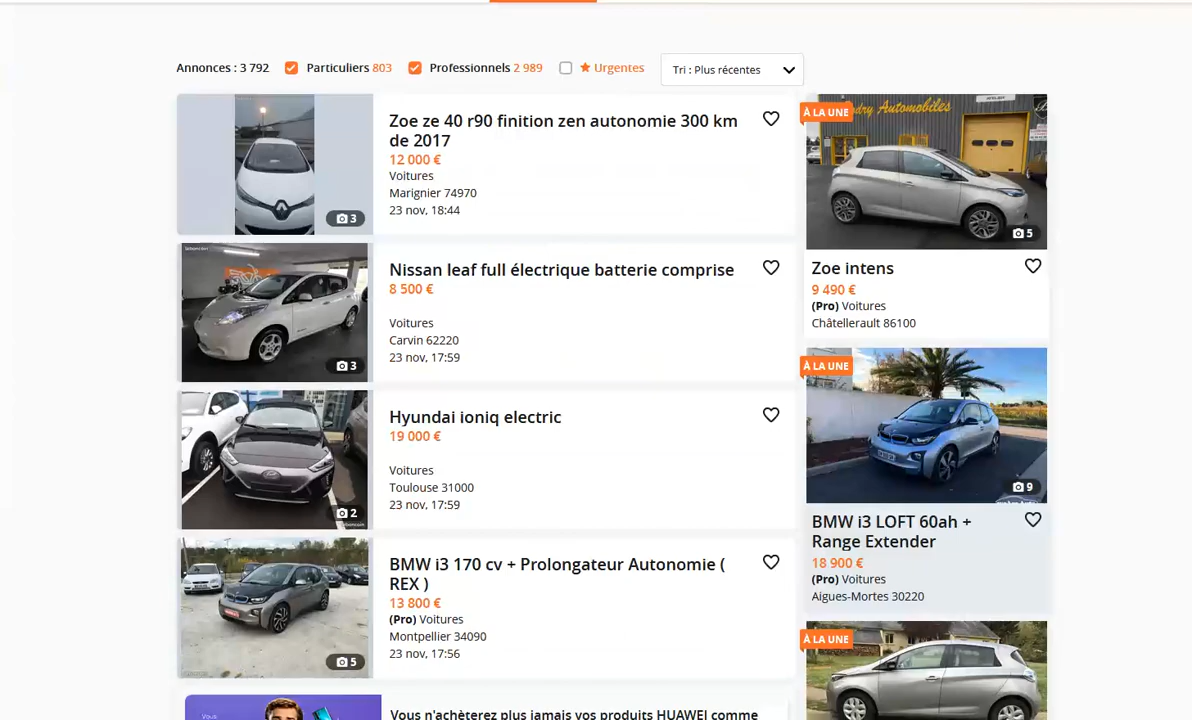 Annonces : 3 792
Particuliers 803
Professionnels 2 989
Urgentes
Tri : Plus récentes
3
Zoe ze 40 r90 finition zen autonomie 300 km
de 2017
12 000 €
Voitures
Marignier 74970
23 nov, 18:44
3
Nissan leaf full électrique batterie comprise
8 500 €
Voitures
Carvin 62220
23 nov, 17:59
2
Hyundai ioniq electric
19 000 €
Voitures
Toulouse 31000
23 nov, 17:59
5
BMW i3 170 cv + Prolongateur Autonomie (
REX )
13 800 €
(Pro) Voitures
Montpellier 34090
23 nov, 17:56
Vous
Vous n'achèterez plus jamais vos produits HUAWEI comme
À LA UNE
Automobiles
5
Zoe intens
9 490 €
(Pro) Voitures
Châtellerault 86100
À LA UNE
9
BMW i3 LOFT 60ah +
Range Extender
18 900 €
(Pro) Voitures
Aigues-Mortes 30220
À LA UNE